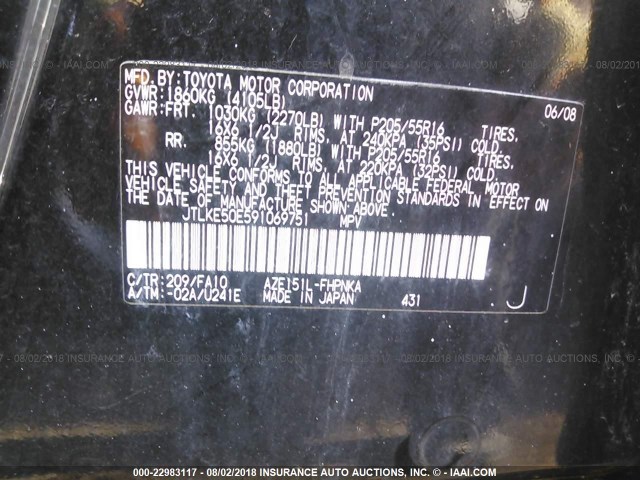 MFD.BY:TOYOTA MOTOR CORPORATION 06/08
GVWR:1860KG (4105LB)
GAWR:FRT. 1030KG (2270LB) WITH P205/55R16 TIRES,
16X6 1/2J RIMS, AT 240KPA (35PSI) COLD.
RR. 855KG (1880LB) WITH P205/55R16 TIRES,
16X6 1/2J RIMS, AT 220KPA (32PSI) COLD.
THIS VEHICLE CONFORMS TO ALL APPLICABLE FEDERAL MOTOR
VEHICLE SAFETY AND THEFT PREVENTION STANDARDS IN EFFECT ON
THE DATE OF MANUFACTURE SHOWN ABOVE.
JTLKE50E591069751 MPV
C/TR:209/FA10 AZE151L-FHPNKA
A/TM:-02A/U241E MADE IN JAPAN 431 J
000-22983117 - 08/02/2018 INSURANCE AUTO AUCTIONS, INC. - © - IAAI.COM